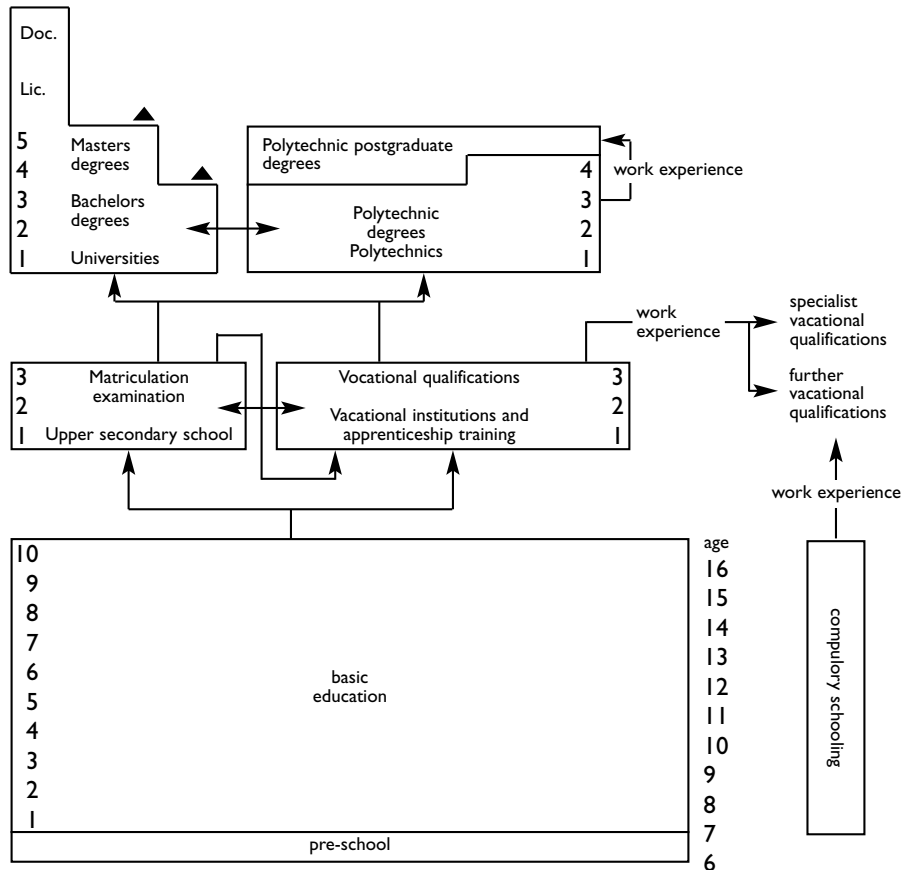 Doc.
Lic.
5
4
3
2
1
Masters
degrees
Bachelors
degrees
Universities
Polytechnic postgraduate
degrees
Polytechnic
degrees
Polytechnics
4
3
2
1
work experience
3
2
1
Matriculation
examination
Upper secondary school
Vocational qualifications
Vacational institutions and
apprenticeship training
3
2
1
work
experience
specialist
vacational
qualifications
further
vacational
qualifications
work experience
10
9
8
7
6
5
4
3
2
1
basic
education
pre-school
age
16
15
14
13
12
11
10
9
8
7
6
compulory schooling